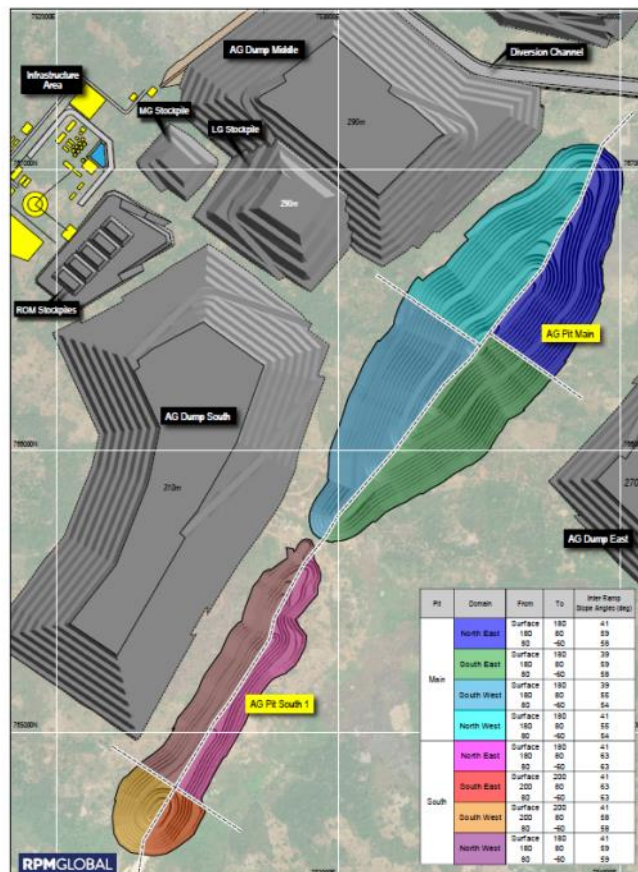 AG Dump Middle
Diversion Channel
Infrastructure
Area
MG Stockpile
LG Stockpile
290m
290m
ROM Stockpiles
AG Pit Main
AG Dump South
310m
270
AG Dump East
AG Pit South 1
Pit Domain From To Inter Ramp
Slope Angles (deg)
Main
North East Surface 180 41
180 80 59
80 -60 58
South East Surface 180 39
180 80 59
80 -60 58
South West Surface 180 39
180 80 55
80 -60 54
North West Surface 180 41
180 80 55
80 -60 54
South
North East Surface 180 41
180 80 63
80 -60 63
South East Surface 200 41
200 80 63
80 -60 63
South West Surface 200 41
200 80 58
80 -60 58
North West Surface 180 41
180 80 59
80 -60 59
RPMGLOBAL